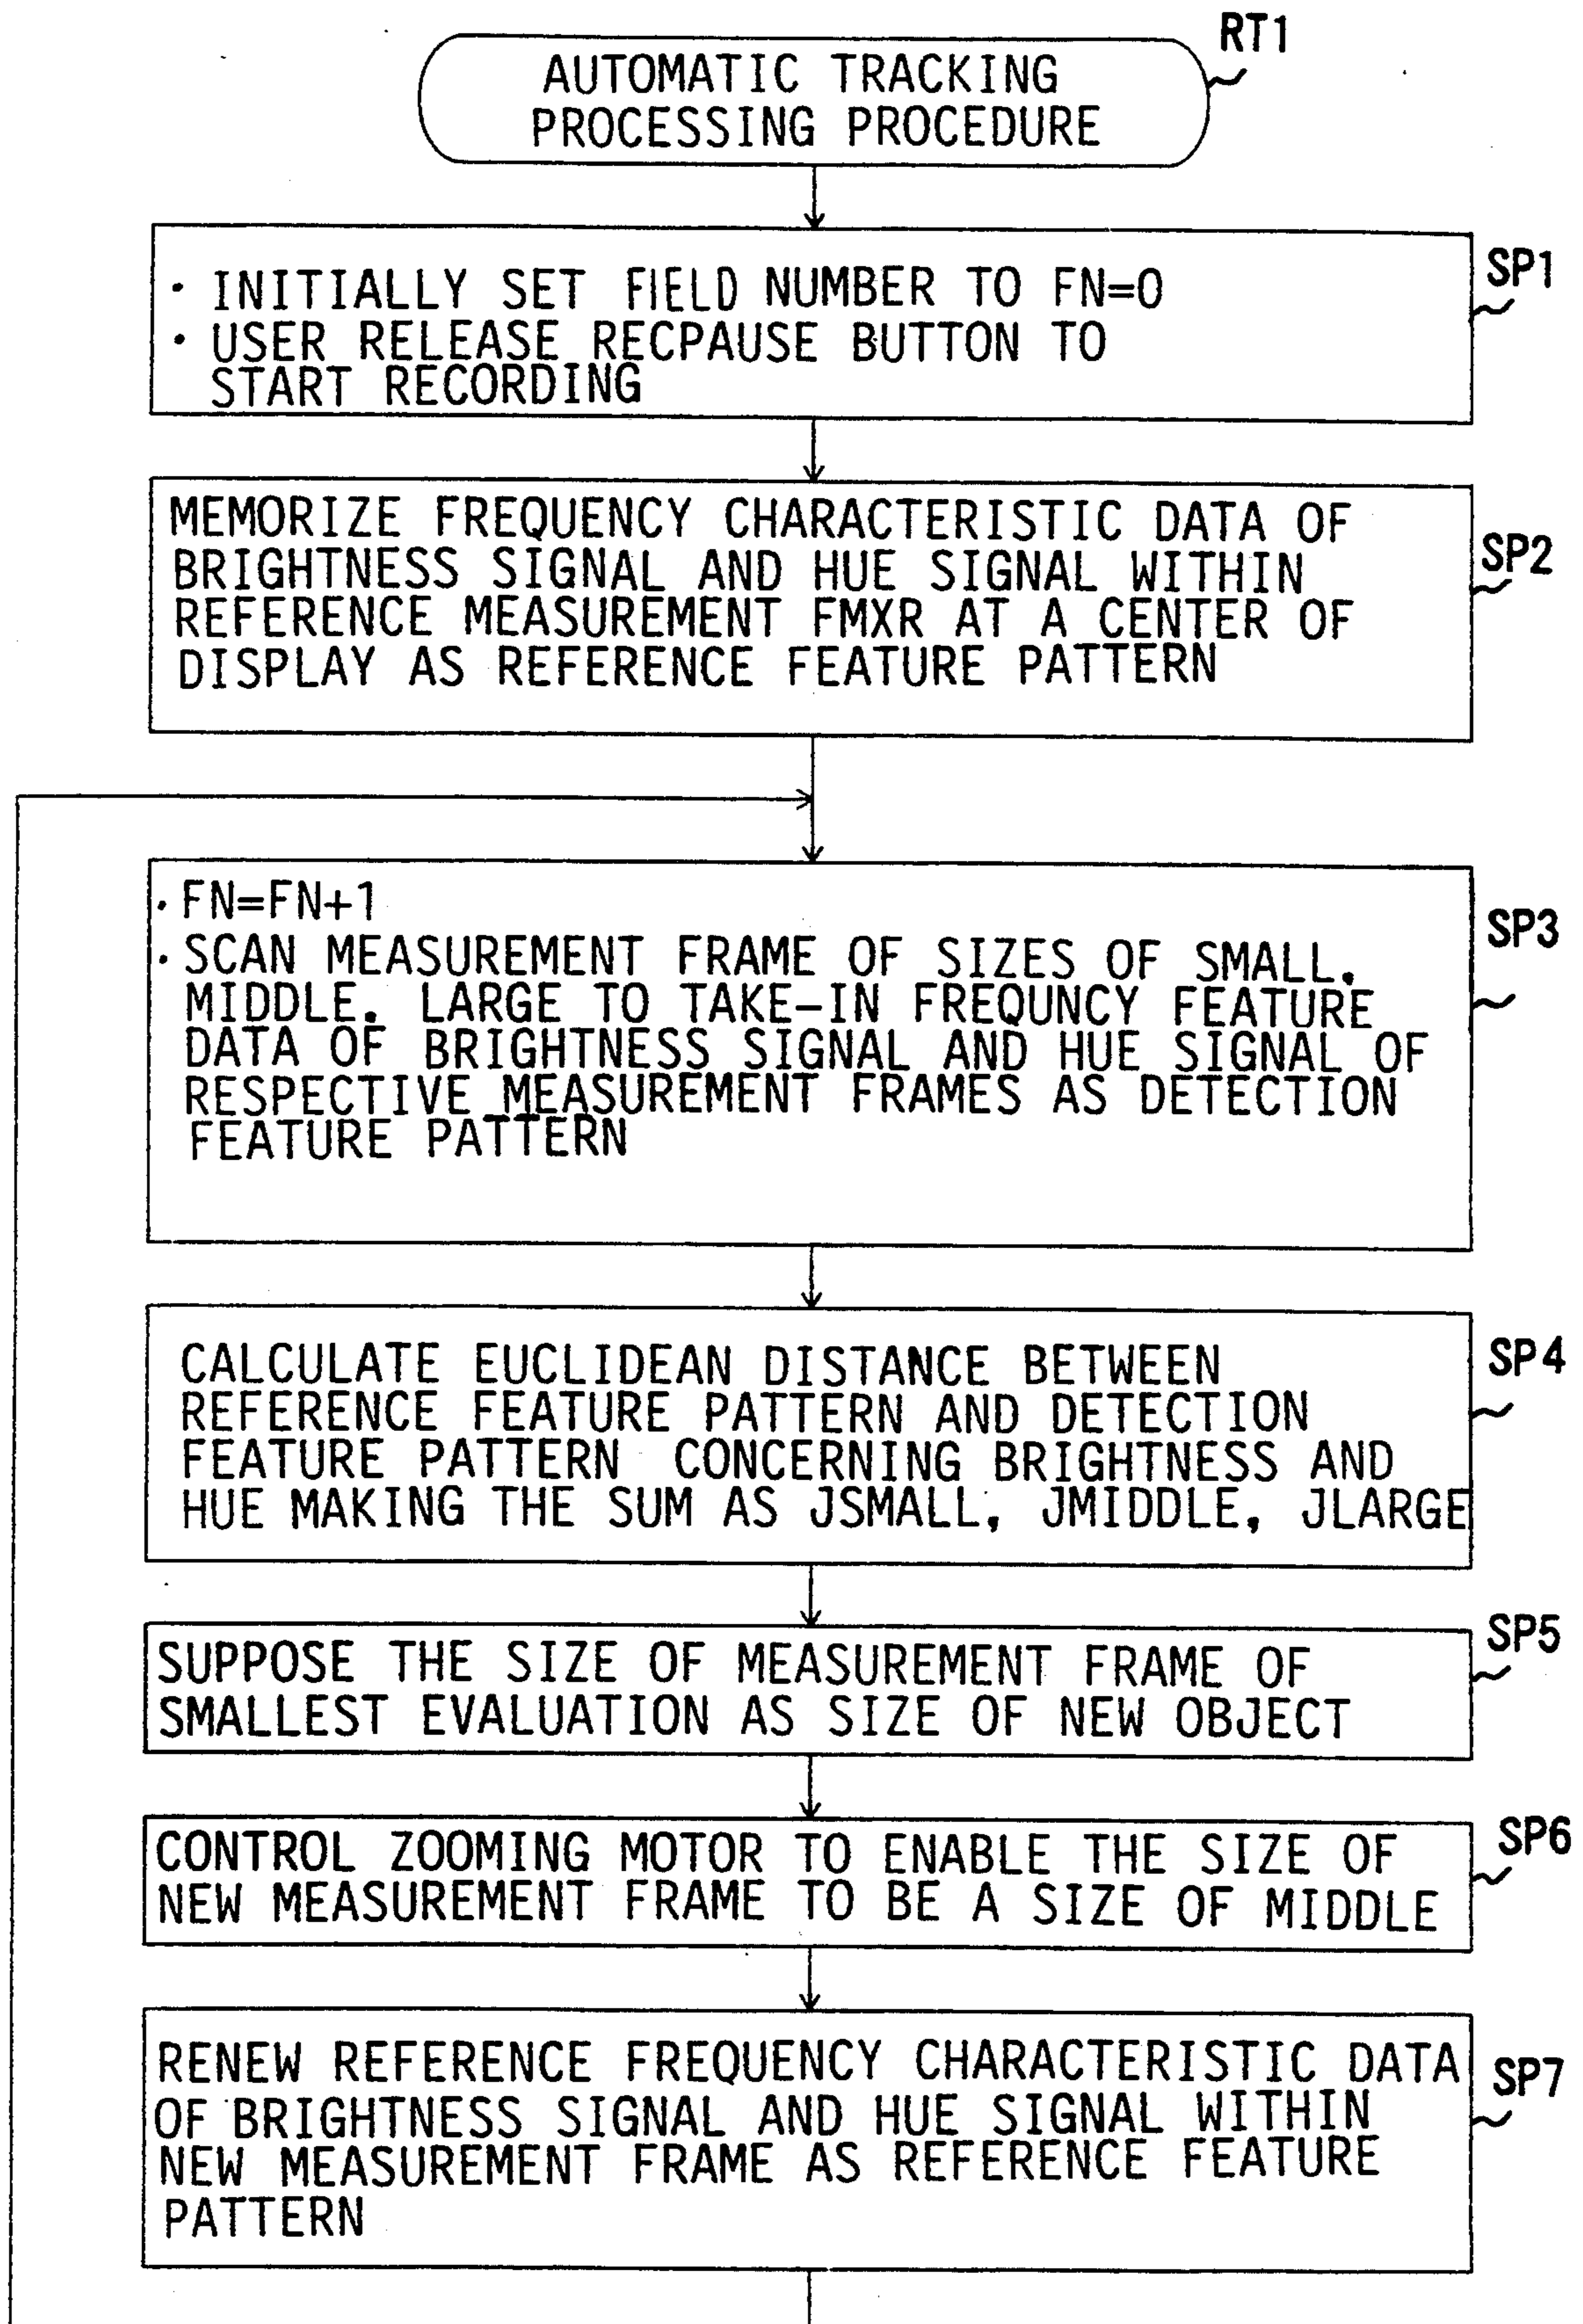 RT1
AUTOMATIC TRACKING
PROCESSING PROCEDURE
SP1
· INITIALLY SET FIELD NUMBER TO FN=0
· USER RELEASE RECPAUSE BUTTON TO
START RECORDING
SP2
MEMORIZE FREQUENCY CHARACTERISTIC DATA OF
BRIGHTNESS SIGNAL AND HUE SIGNAL WITHIN
REFERENCE MEASUREMENT FMXR AT A CENTER OF
DISPLAY AS REFERENCE FEATURE PATTERN
SP3
· FN=FN+1
· SCAN MEASUREMENT FRAME OF SIZES OF SMALL.
MIDDLE. LARGE TO TAKE-IN FREQUNCY FEATURE
DATA OF BRIGHTNESS SIGNAL AND HUE SIGNAL OF
RESPECTIVE MEASUREMENT FRAMES AS DETECTION
FEATURE PATTERN
SP4
CALCULATE EUCLIDEAN DISTANCE BETWEEN
REFERENCE FEATURE PATTERN AND DETECTION
FEATURE PATTERN CONCERNING BRIGHTNESS AND
HUE MAKING THE SUM AS JSMALL, JMIDDLE, JLARGE
SP5
SUPPOSE THE SIZE OF MEASUREMENT FRAME OF
SMALLEST EVALUATION AS SIZE OF NEW OBJECT
SP6
CONTROL ZOOMING MOTOR TO ENABLE THE SIZE OF
NEW MEASUREMENT FRAME TO BE A SIZE OF MIDDLE
SP7
RENEW REFERENCE FREQUENCY CHARACTERISTIC DATA
OF BRIGHTNESS SIGNAL AND HUE SIGNAL WITHIN
NEW MEASUREMENT FRAME AS REFERENCE FEATURE
PATTERN